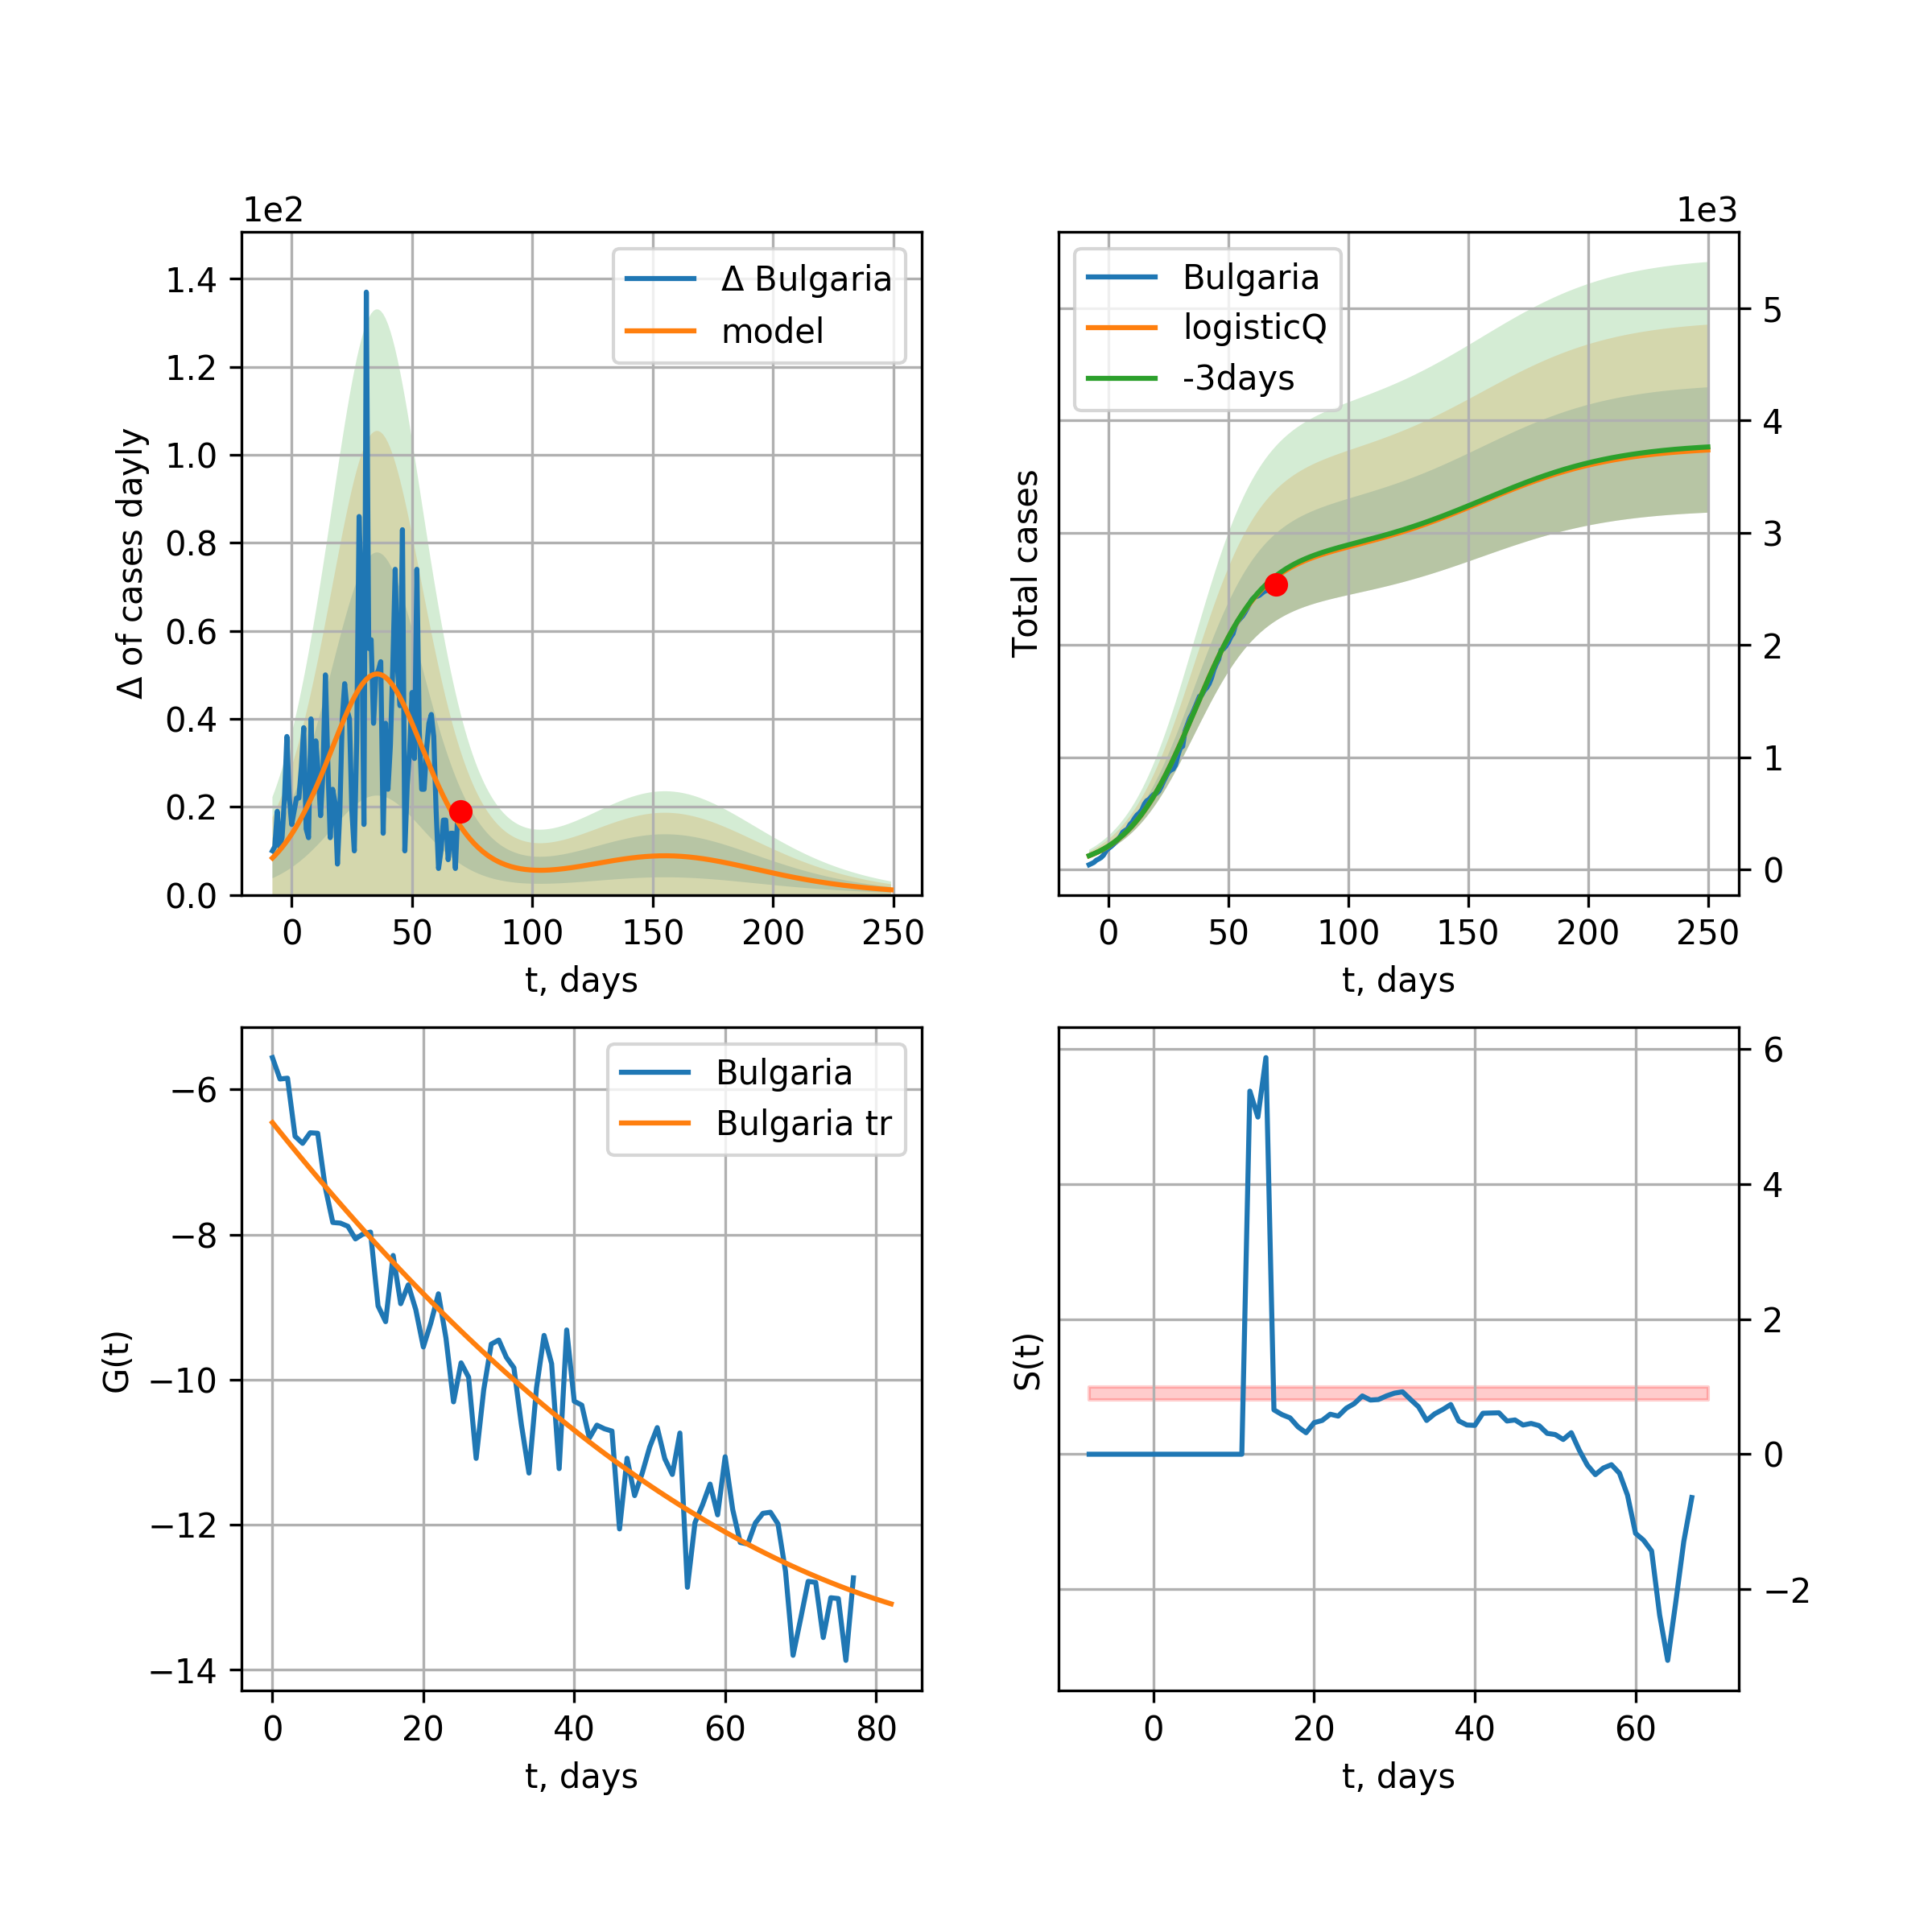 1e2
Δ of cases dayly
1.4
1.2
1.0
0.8
0.6
0.4
0.2
0.0
Δ Bulgaria
model
0 50 100 150 200 250
t, days
1e3
Total cases
Bulgaria
logisticQ
-3days
5
4
3
2
1
0
0 50 100 150 200 250
t, days
G(t)
−6
−8
−10
−12
−14
Bulgaria
Bulgaria tr
0 20 40 60 80
t, days
S(t)
6
4
2
0
−2
0 20 40 60
t, days